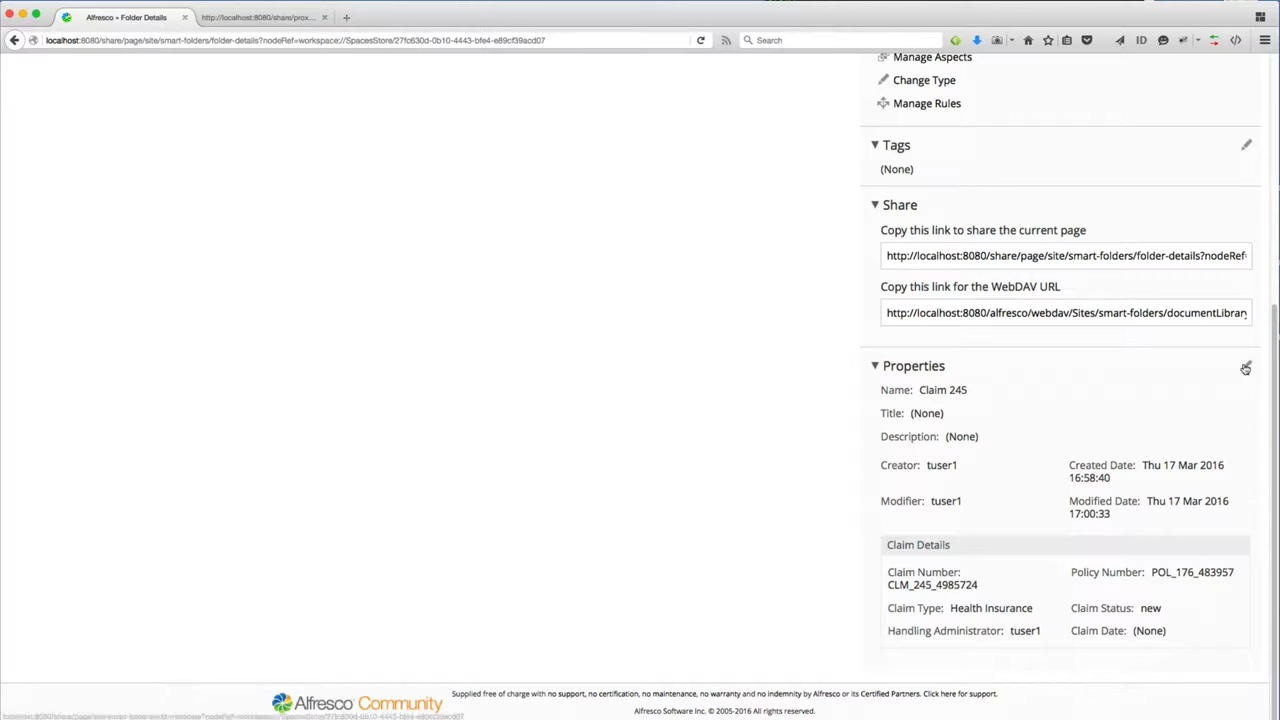 Alfresco » Folder Details
http://localhost:8080/share/prox...
localhost:8080/share/page/site/smart-folders/folder-details?nodeRef=workspace://SpacesStore/27fc630d-0b10-4443-bfe4-e89cf39acd07
Search
ID
Manage Aspects
Change Type
Manage Rules
Tags
(None)
Share
Copy this link to share the current page
http://localhost:8080/share/page/site/smart-folders/folder-details?nodeRef
Copy this link for the WebDAV URL
http://localhost:8080/alfresco/webdav/Sites/smart-folders/documentLibrary
Properties
Name: Claim 245
Title: (None)
Description: (None)
Creator: tuser1
Created Date: Thu 17 Mar 2016
16:58:40
Modifier: tuser1
Modified Date: Thu 17 Mar 2016
17:00:33
Claim Details
Claim Number:
CLM_245_4985724
Policy Number: POL_176_483957
Claim Type: Health Insurance
Claim Status: new
Handling Administrator: tuser1
Claim Date: (None)
Alfresco Community
Supplied free of charge with no support, no certification, no maintenance, no warranty and no indemnity by Alfresco or its Certified Partners. Click here for support.
Alfresco Software Inc. © 2005-2016 All rights reserved.